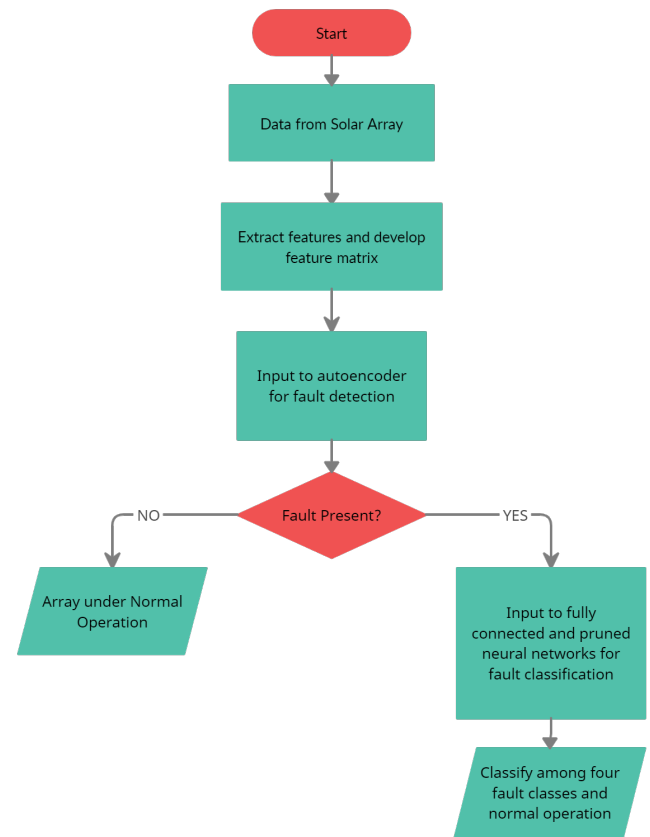 Start
Data from Solar Array
Extract features and develop
feature matrix
Input to autoencoder
for fault detection
Fault Present?
NO
YES
Array under Normal
Operation
Input to fully
connected and pruned
neural networks for
fault classification
Classify among four
fault classes and
normal operation